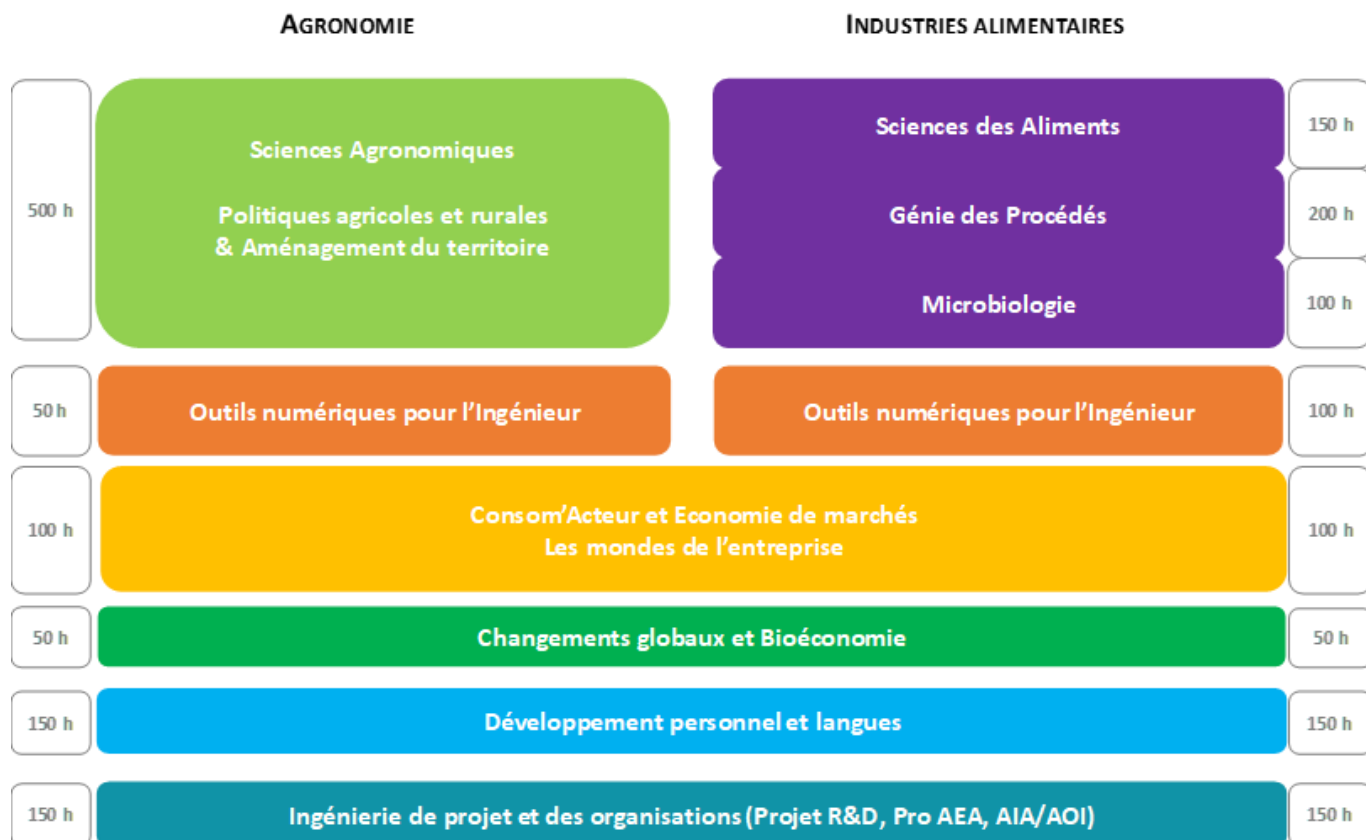 AGRONOMIE
INDUSTRIES ALIMENTAIRES
500 h
Sciences Agronomiques
Politiques agricoles et rurales
& Aménagement du territoire
Sciences des Aliments
150 h
Génie des Procédés
200 h
Microbiologie
100 h
50 h
Outils numériques pour l'Ingénieur
Outils numériques pour l'Ingénieur
100 h
100 h
Consom'Acteur et Economie de marchés
Les mondes de l'entreprise
100 h
50 h
Changements globaux et Bioéconomie
50 h
150 h
Développement personnel et langues
150 h
150 h
Ingénierie de projet et des organisations (Projet R&D, Pro AEA, AIA/AOI)
150 h